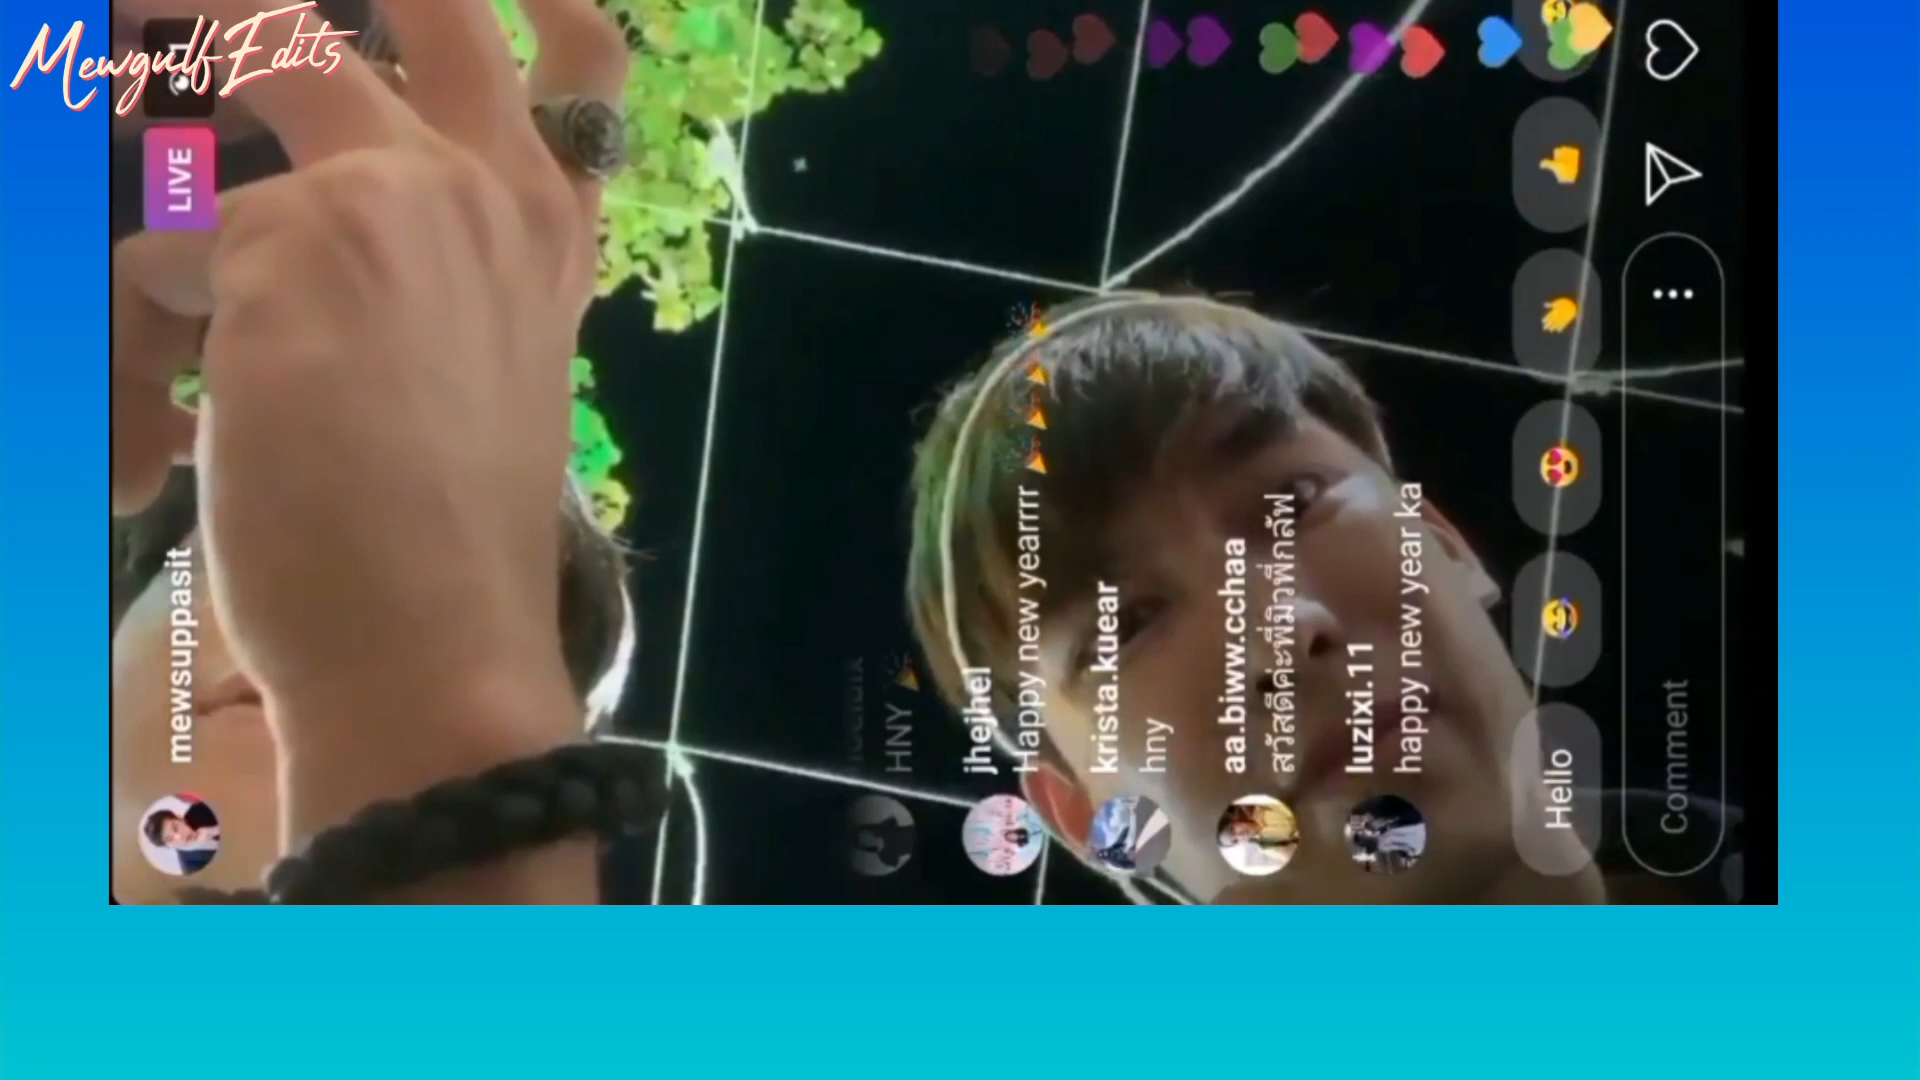 Mewgulf Edits
mewsuppasit
LIVE
HNY
jhejhel
Happy new yearrrr
krista.kuear
hny
aa.biww.cchaa
สวัสดีค่ะพี่มิวพี่กลัฟ
luzixi.11
happy new year ka
Hello
Comment